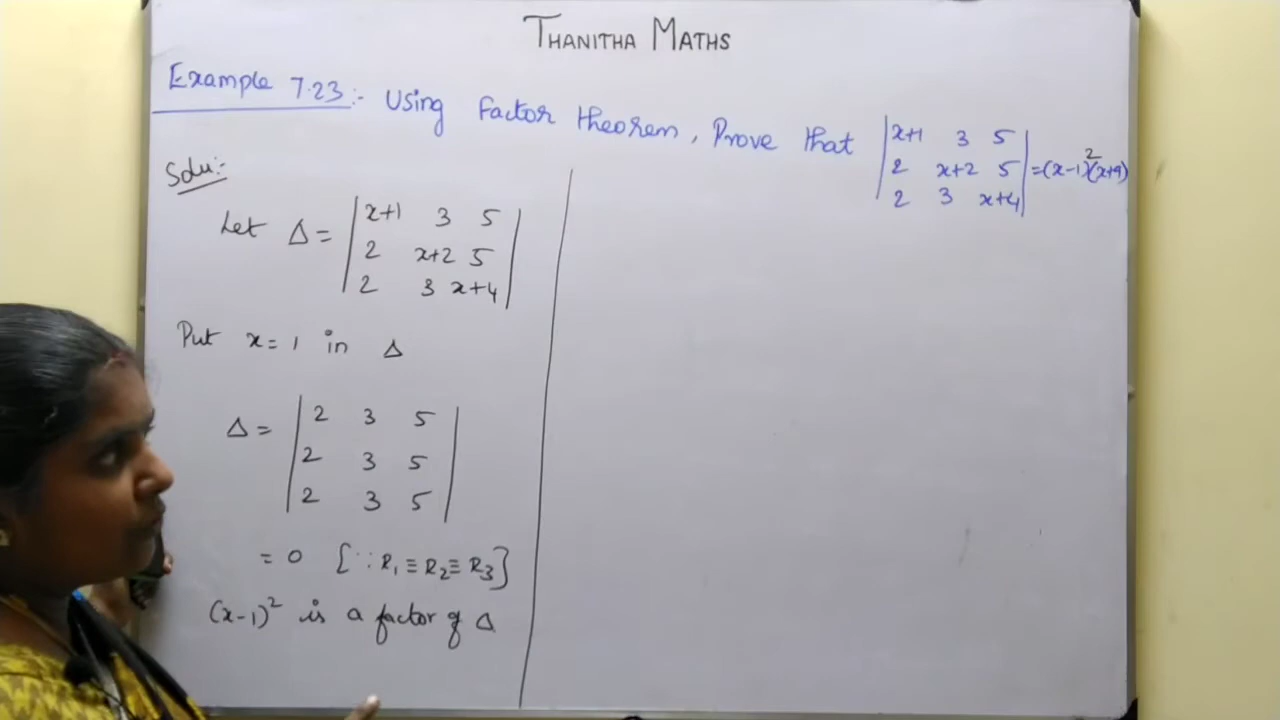 THANITHA MATHS
Example 7.23:- Using Factor theorem, Prove that |x+1 3 5|
|2 x+2 5| =(x-1)²(x+9)
|2 3 x+4|
Solu:-
Let Δ= |x+1 3 5|
|2 x+2 5|
|2 3 x+4|
Put x=1 in Δ
Δ= |2 3 5|
|2 3 5|
|2 3 5|
= 0 [∵ R₁ ≡ R₂ ≡ R₃]
(x-1)² is a factor of Δ